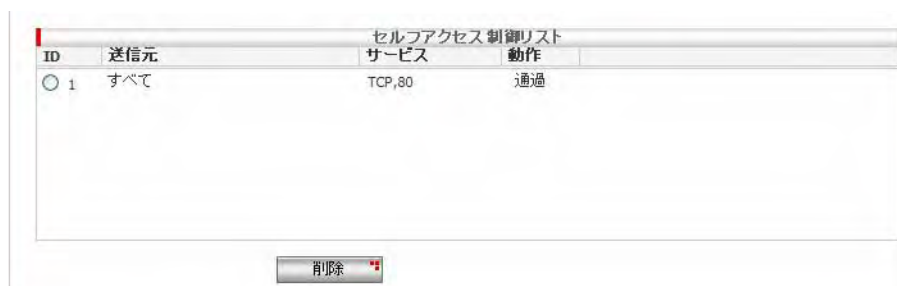 セルフアクセス制御リスト
ID 送信元 サービス 動作
1 すべて TCP,80 通過
削除